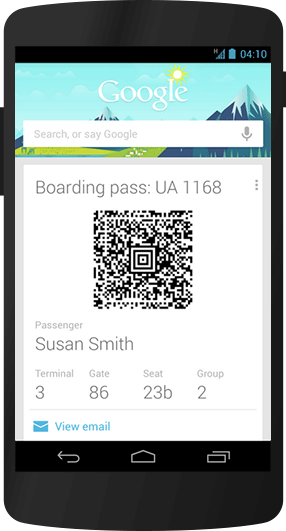 04:10
Google
Search, or say Google
Boarding pass: UA 1168
Passenger
Susan Smith
Terminal Gate Seat Group
3 86 23b 2
View email